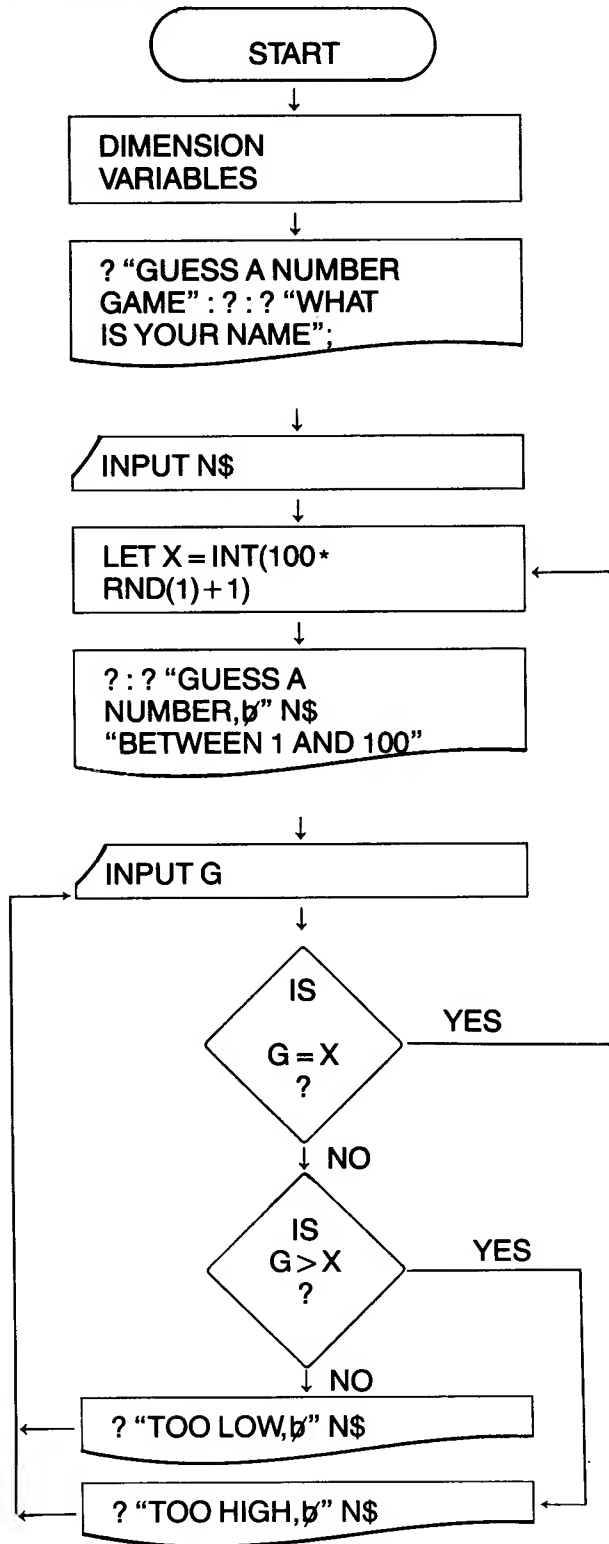 START
DIMENSION
VARIABLES
? “GUESS A NUMBER
GAME” : ? : ? “WHAT
IS YOUR NAME”;
INPUT N$
LET X = INT(100*
RND(1)+1)
? : ? “GUESS A
NUMBER,b̸” N$
“BETWEEN 1 AND 100”
INPUT G
IS
G = X
?
YES
NO
IS
G > X
?
YES
NO
? “TOO LOW,b̸” N$
? “TOO HIGH,b̸” N$